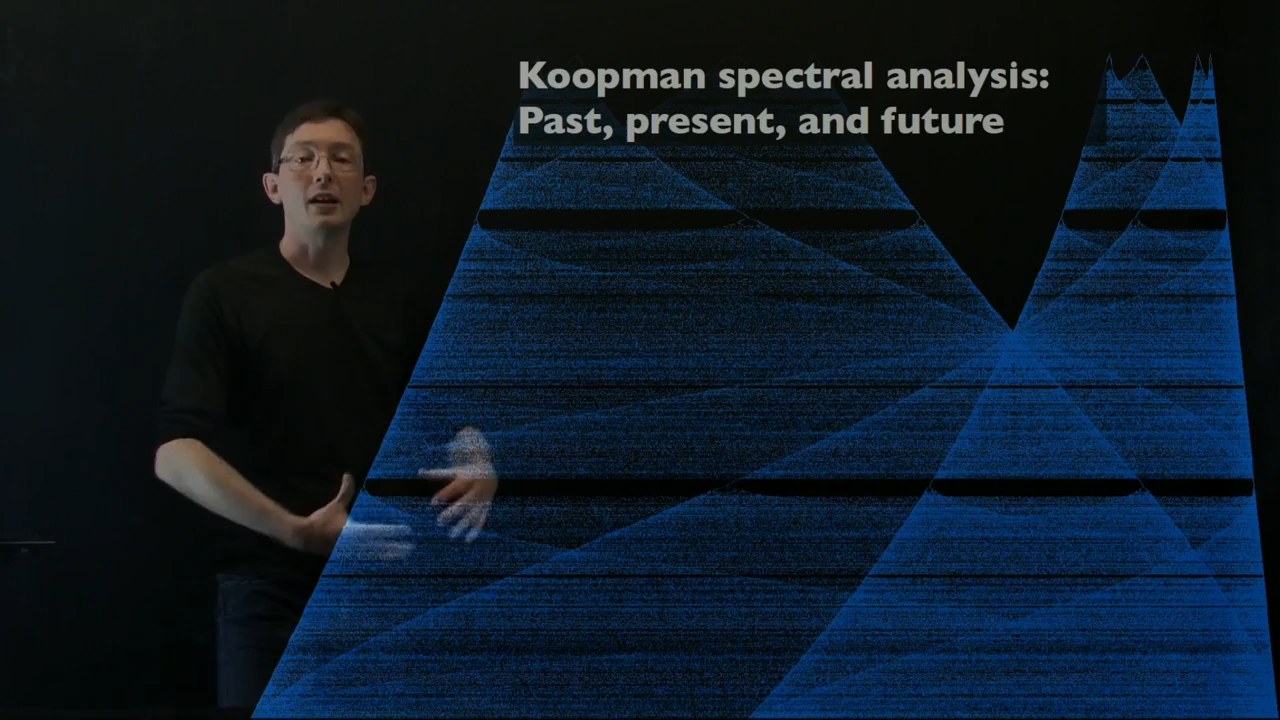 Koopman spectral analysis:
Past, present, and future